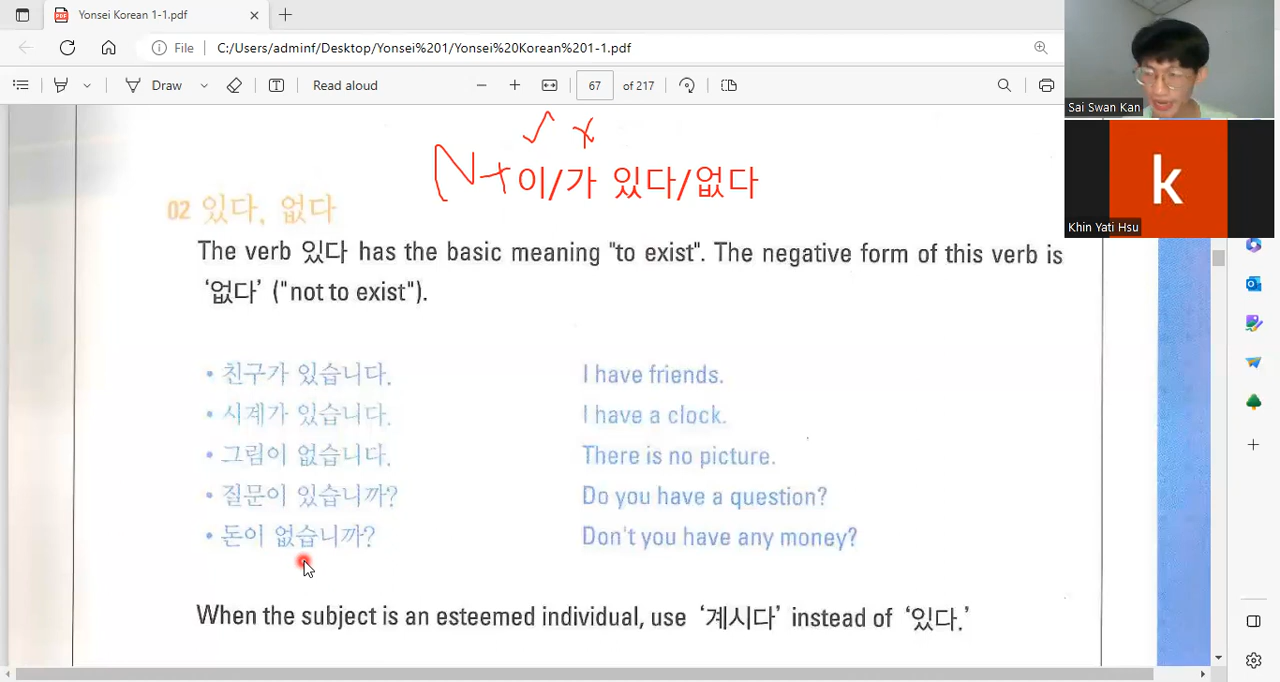 Yonsei Korean 1-1.pdf
File C:/Users/adminf/Desktop/Yonsei%201/Yonsei%20Korean%201-1.pdf
Draw Read aloud 67 of 217
Sai Swan Kan
k
Khin Yati Hsu
N+이/가 있다/없다
02 있다, 없다
The verb 있다 has the basic meaning "to exist". The negative form of this verb is
‘없다’ ("not to exist").
• 친구가 있습니다. I have friends.
• 시계가 있습니다. I have a clock.
• 그림이 없습니다. There is no picture.
• 질문이 있습니까? Do you have a question?
• 돈이 없습니까? Don't you have any money?
When the subject is an esteemed individual, use ‘계시다’ instead of ‘있다.’